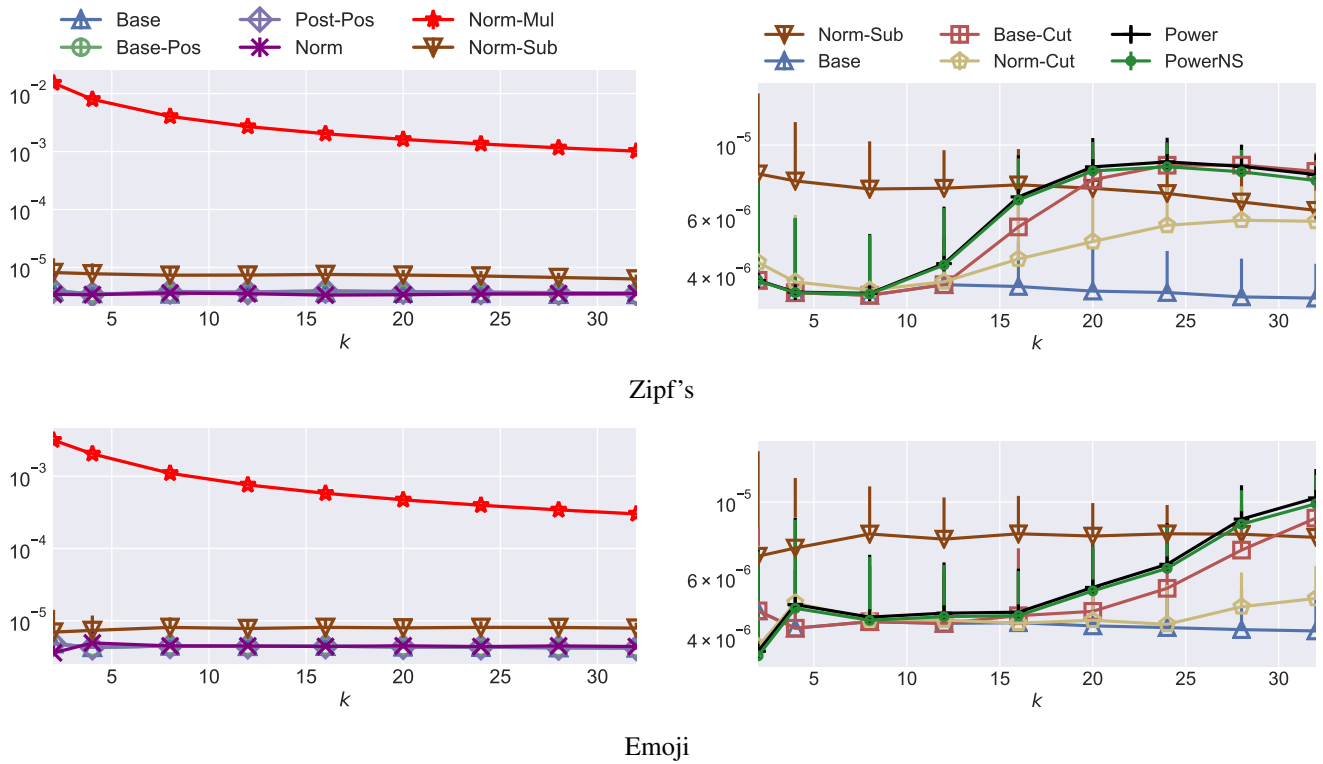 Base Post-Pos Norm-Mul
Base-Pos Norm Norm-Sub
10⁻²
10⁻³
10⁻⁴
10⁻⁵
5 10 15 20 25 30
k
Norm-Sub Base-Cut Power
Base Norm-Cut PowerNS
10⁻⁵
6 × 10⁻⁶
4 × 10⁻⁶
5 10 15 20 25 30
k
Zipf's
10⁻³
10⁻⁴
10⁻⁵
5 10 15 20 25 30
k
10⁻⁵
6 × 10⁻⁶
4 × 10⁻⁶
5 10 15 20 25 30
k
Emoji